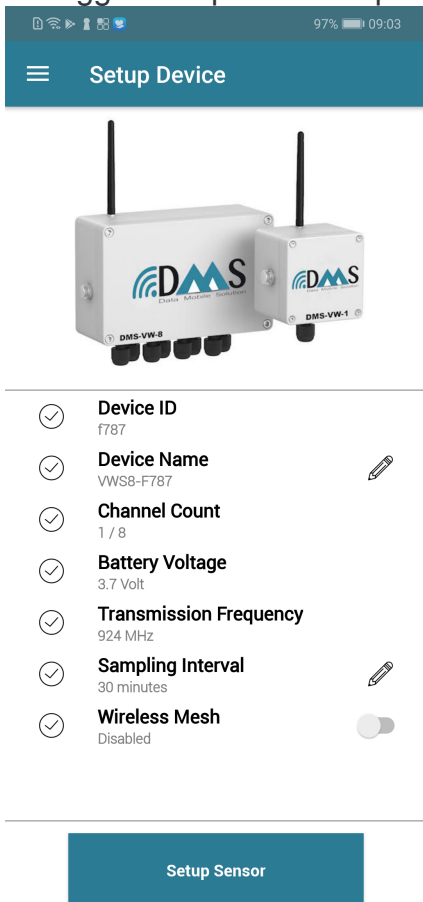 97% 09:03
Setup Device
DMS
Data Mobile Solution
DMS-VW-8
DMS
DMS-VW-1
Device ID
f787
Device Name
VWS8-F787
Channel Count
1 / 8
Battery Voltage
3.7 Volt
Transmission Frequency
924 MHz
Sampling Interval
30 minutes
Wireless Mesh
Disabled
Setup Sensor